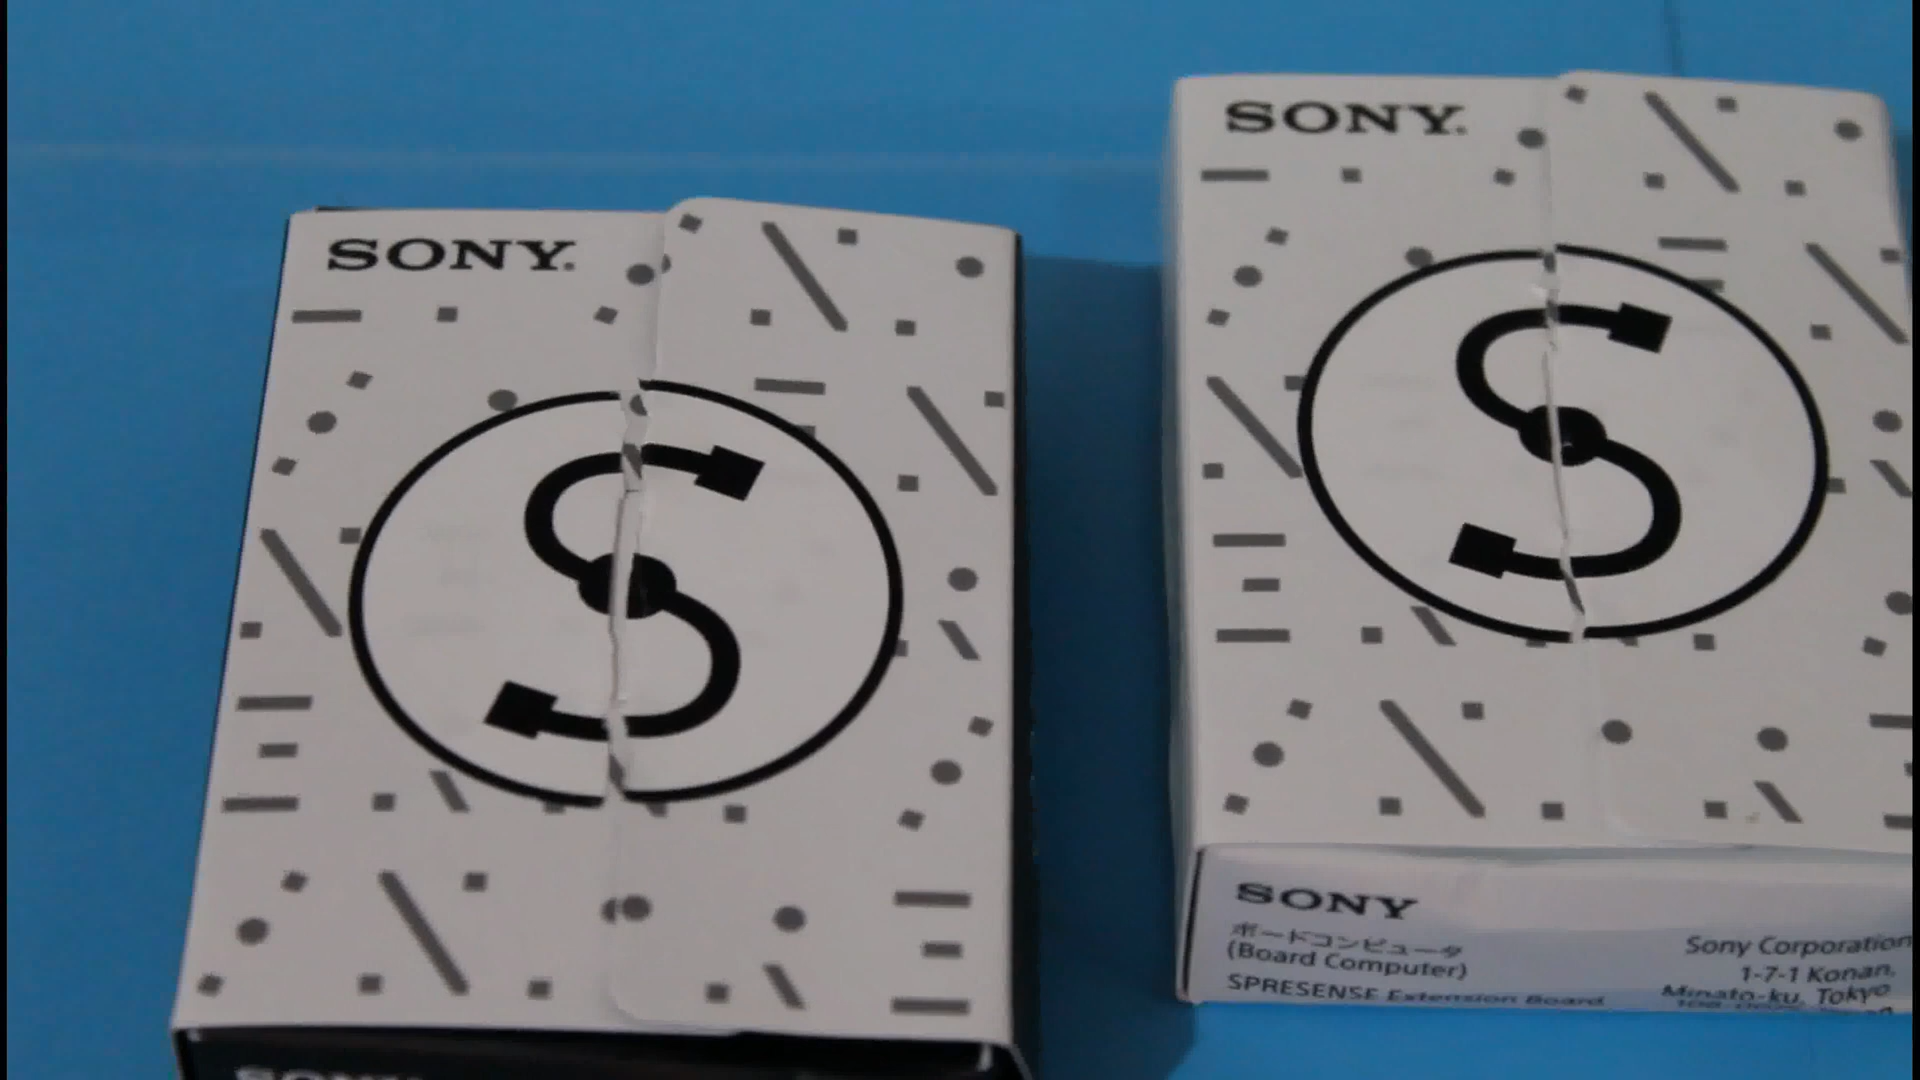 SONY
SONY
SONY
ボードコンピュータ
(Board Computer)
SPRESENSE Extension Board
Sony Corporation
1-7-1 Konan,
Minato-ku, Tokyo
SONY